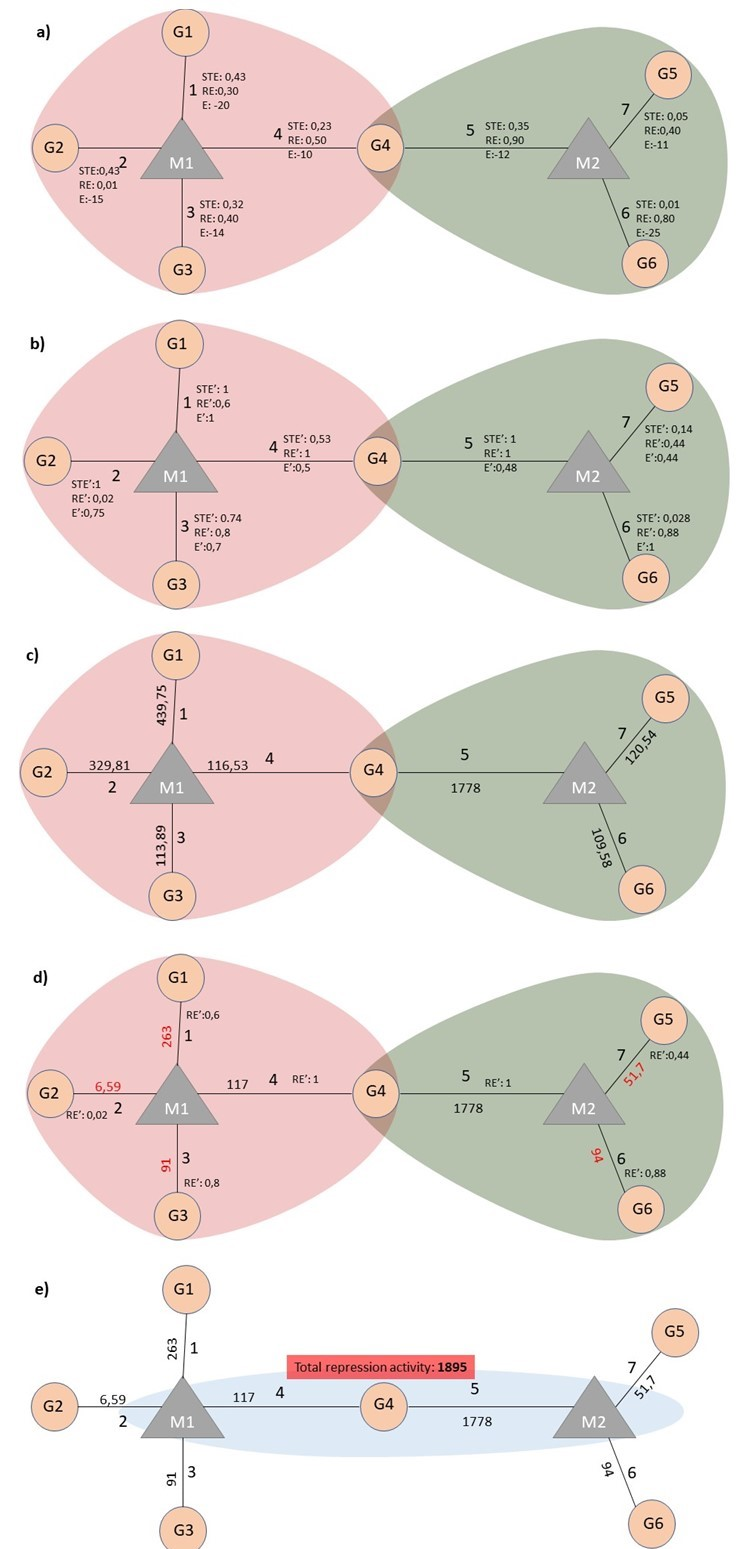 a)
G1
1
STE: 0,43
RE:0,30
E: -20
G2
2
STE:0,43
RE: 0,01
E:-15
M1
3
STE: 0,32
RE: 0,40
E:-14
G3
4
STE: 0,23
RE: 0,50
E:-10
G4
5
STE: 0,35
RE: 0,90
E:-12
M2
G5
7
STE: 0,05
RE:0,40
E:-11
6
STE: 0,01
RE: 0,80
E:-25
G6
b)
G1
1
STE’: 1
RE’:0,6
E’:1
G2
2
STE’:1
RE’: 0,02
E’:0,75
M1
3
STE’: 0.74
RE’: 0,8
E’:0,7
G3
4
STE’: 0,53
RE’: 1
E’:0,5
G4
5
STE’: 1
RE’: 1
E’:0,48
M2
G5
7
STE’: 0,14
RE’:0,44
E’:0,44
6
STE’: 0,028
RE’: 0,88
E’:1
G6
c)
G1
439,75
1
G2
329,81
2
M1
113,89
3
G3
116,53
4
G4
5
1778
M2
G5
7
120,54
109,58
6
G6
d)
G1
RE’:0,6
263
1
G2
6,59
RE’: 0,02
2
M1
91
3
RE’: 0,8
G3
117
4
RE’: 1
G4
5
RE’: 1
1778
M2
G5
7
RE’:0,44
51,7
94
6
RE’: 0,88
G6
e)
G1
263
1
G2
6,59
2
M1
91
3
G3
Total repression activity: 1895
117
4
G4
5
1778
M2
G5
7
51,7
94
6
G6